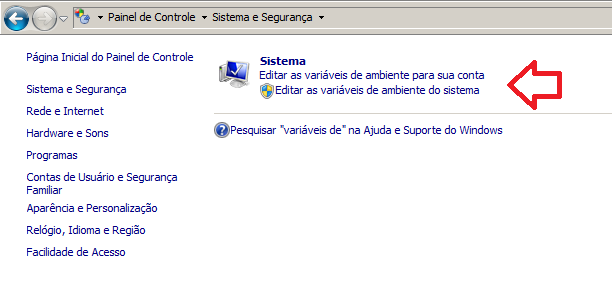 Painel de Controle Sistema e Segurança
Página Inicial do Painel de Controle
Sistema e Segurança
Rede e Internet
Hardware e Sons
Programas
Contas de Usuário e Segurança
Familiar
Aparência e Personalização
Relógio, Idioma e Região
Facilidade de Acesso
Sistema
Editar as variáveis de ambiente para sua conta
Editar as variáveis de ambiente do sistema
Pesquisar "variáveis de" na Ajuda e Suporte do Windows